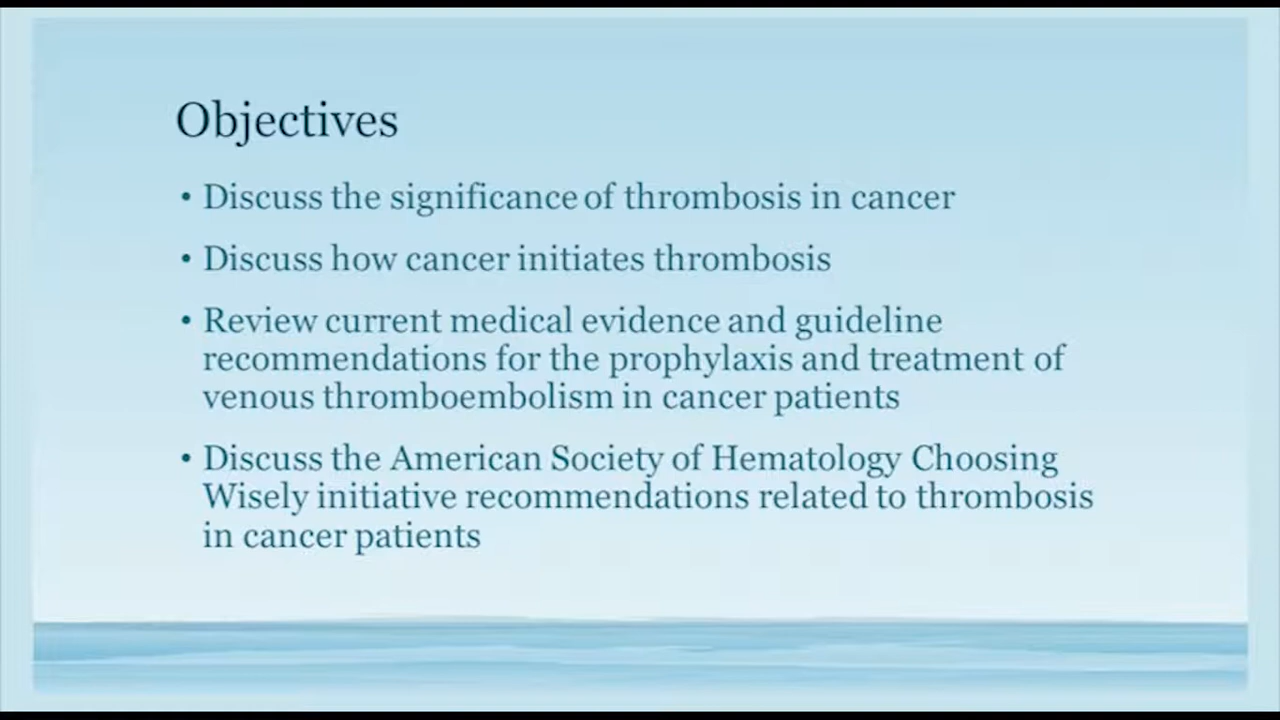 Objectives
• Discuss the significance of thrombosis in cancer
• Discuss how cancer initiates thrombosis
• Review current medical evidence and guideline
recommendations for the prophylaxis and treatment of
venous thromboembolism in cancer patients
• Discuss the American Society of Hematology Choosing
Wisely initiative recommendations related to thrombosis
in cancer patients